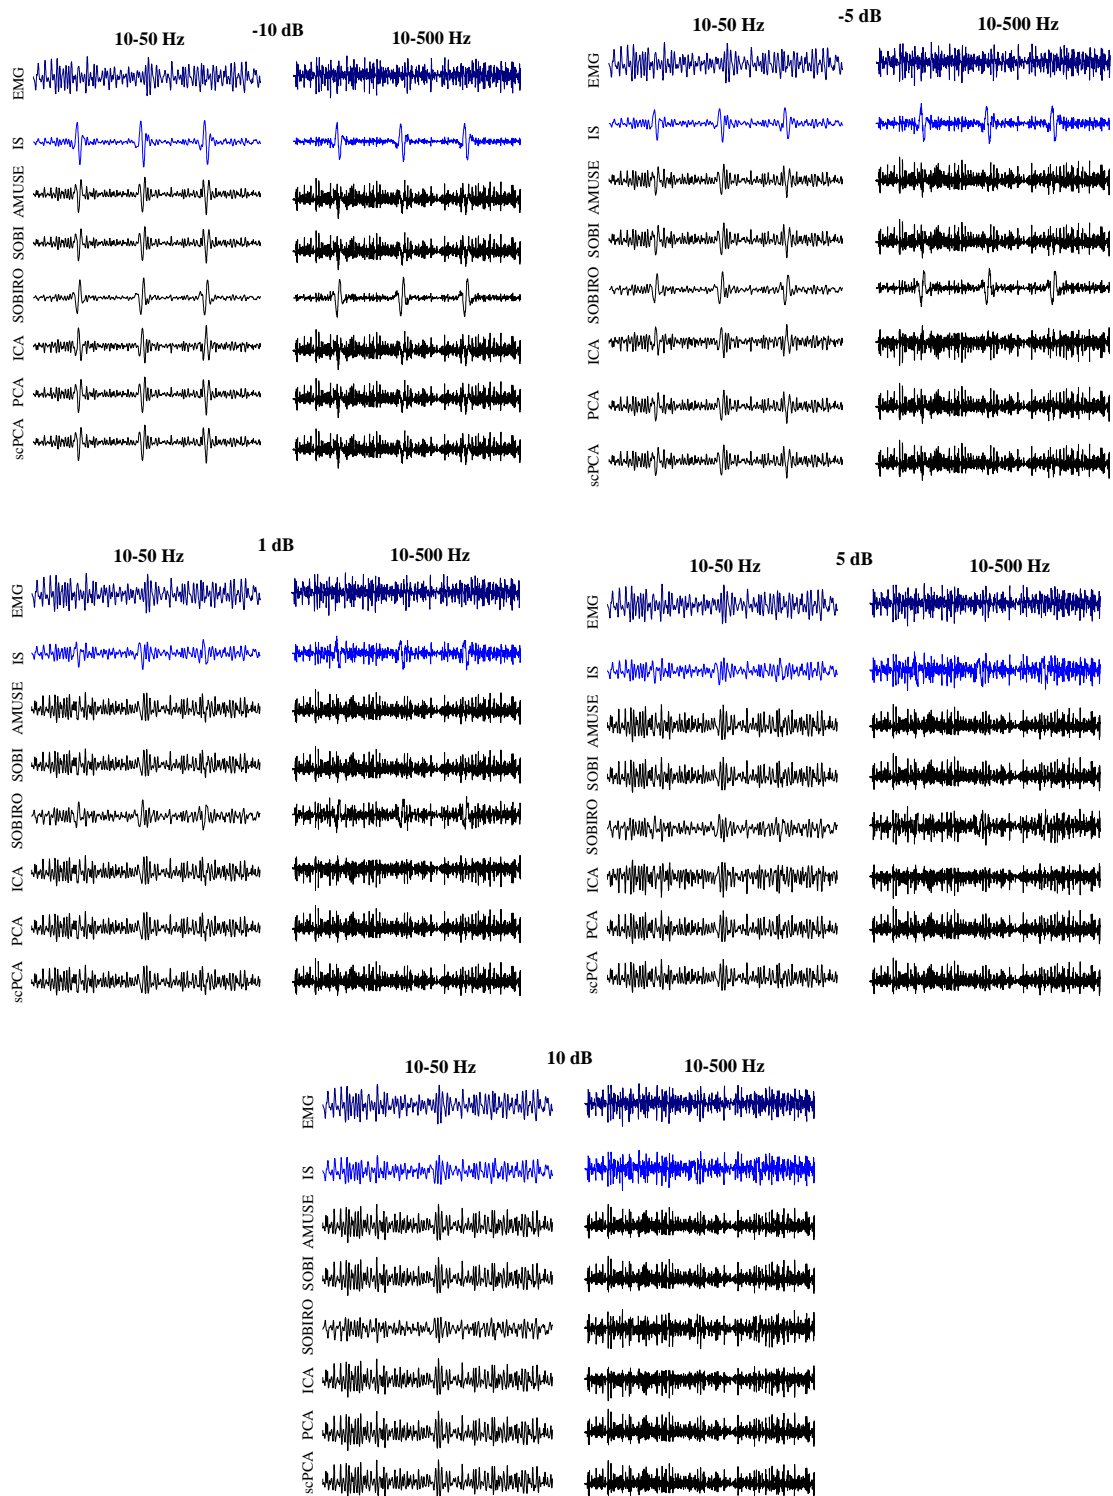 -10 dB
10-50 Hz
10-500 Hz
EMG
IS
AMUSE
SOBI
SOBIRO
ICA
PCA
scPCA
-5 dB
10-50 Hz
10-500 Hz
EMG
IS
AMUSE
SOBI
SOBIRO
ICA
PCA
scPCA
1 dB
10-50 Hz
10-500 Hz
EMG
IS
AMUSE
SOBI
SOBIRO
ICA
PCA
scPCA
5 dB
10-50 Hz
10-500 Hz
EMG
IS
AMUSE
SOBI
SOBIRO
ICA
PCA
scPCA
10 dB
10-50 Hz
10-500 Hz
EMG
IS
AMUSE
SOBI
SOBIRO
ICA
PCA
scPCA